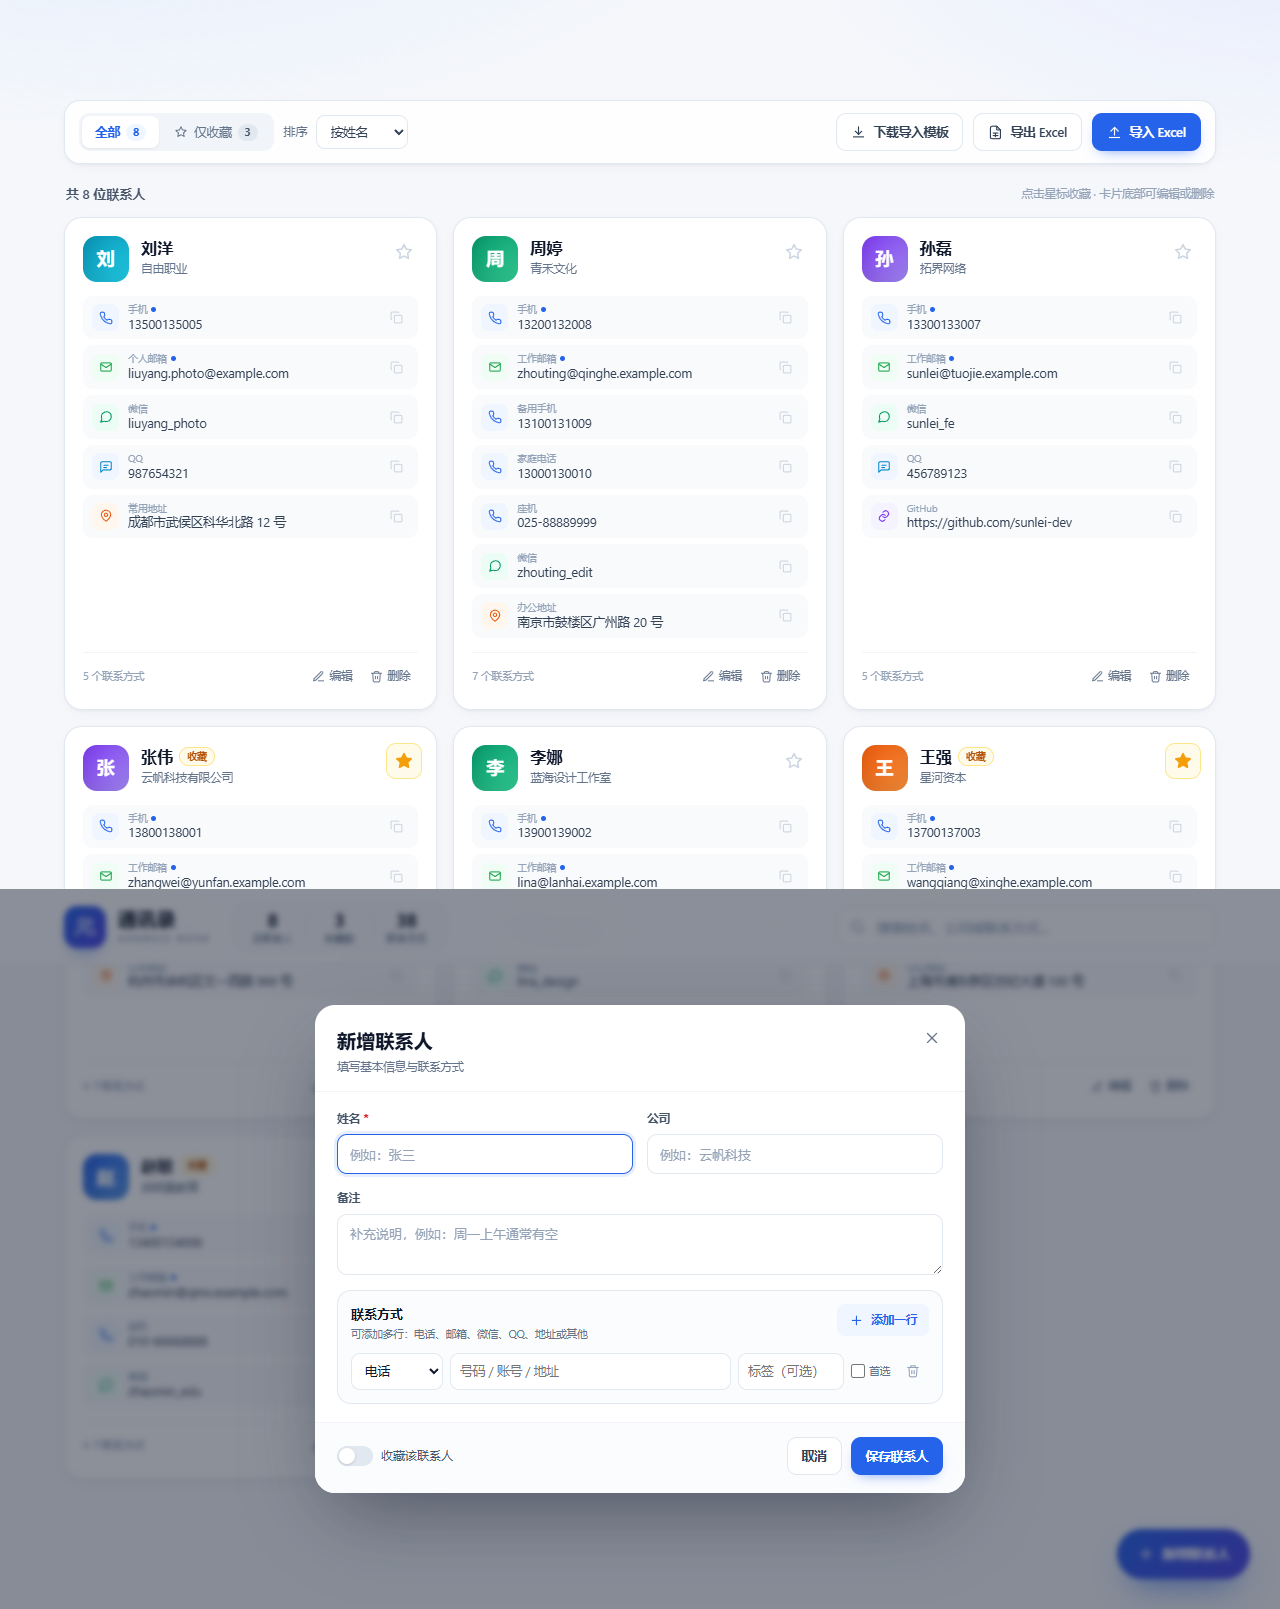 全部 8 仅收藏 3 排序 按姓名 下载导入模板 导出 Excel 导入 Excel
共 8 位联系人 点击星标收藏 · 卡片底部可编辑或删除
刘 刘洋
自由职业
手机
13500135005
个人邮箱
liuyang.photo@example.com
微信
liuyang_photo
QQ
987654321
常用地址
成都市武侯区科华北路 12 号
5 个联系方式 编辑 删除
周 周婷
青禾文化
手机
13200132008
工作邮箱
zhouting@qinghe.example.com
备用手机
13100131009
家庭电话
13000130010
座机
025-88889999
微信
zhouting_edit
办公地址
南京市鼓楼区广州路 20 号
7 个联系方式 编辑 删除
孙 孙磊
拓界网络
手机
13300133007
工作邮箱
sunlei@tuojie.example.com
微信
sunlei_fe
QQ
456789123
GitHub
https://github.com/sunlei-dev
5 个联系方式 编辑 删除
张 张伟 收藏
云帆科技有限公司
手机
13800138001
工作邮箱
zhangwei@yunfan.example.com
李 李娜
蓝海设计工作室
手机
13900139002
工作邮箱
lina@lanhai.example.com
王 王强 收藏
星河资本
手机
13700137003
工作邮箱
wangqiang@xinghe.example.com
通讯录 8 3 38
新增联系人
填写基本信息与联系方式
姓名 * 公司
例如：张三 例如：云帆科技
备注
补充说明，例如：周一上午通常有空
联系方式 添加一行
可添加多行：电话、邮箱、微信、QQ、地址或其他
电话 号码 / 账号 / 地址 标签（可选） 首选
收藏该联系人 取消 保存联系人
新增联系人